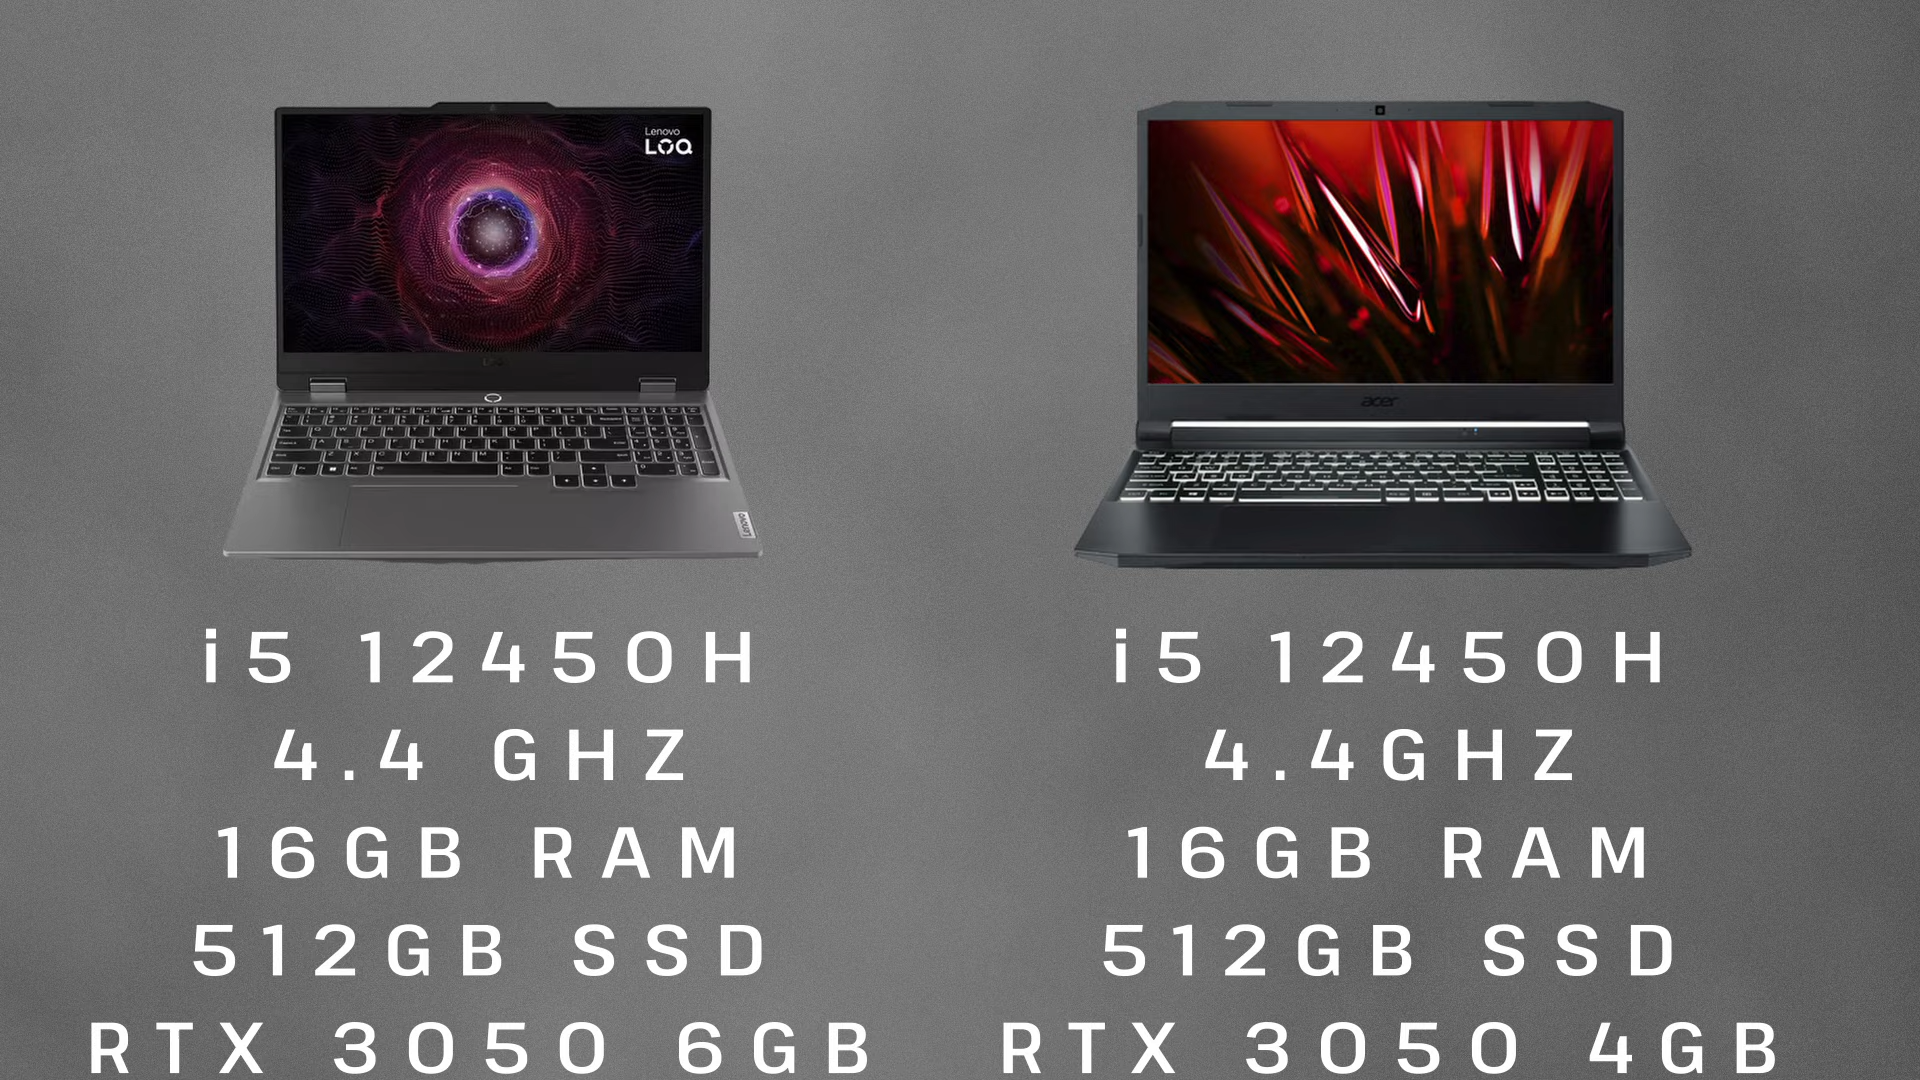 Lenovo
LOQ
acer
i5 12450H
4.4 GHZ
16GB RAM
512GB SSD
RTX 3050 6GB
i5 12450H
4.4GHZ
16GB RAM
512GB SSD
RTX 3050 4GB